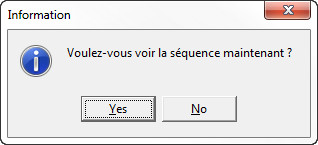 Information
Voulez-vous voir la séquence maintenant ?
Yes
No